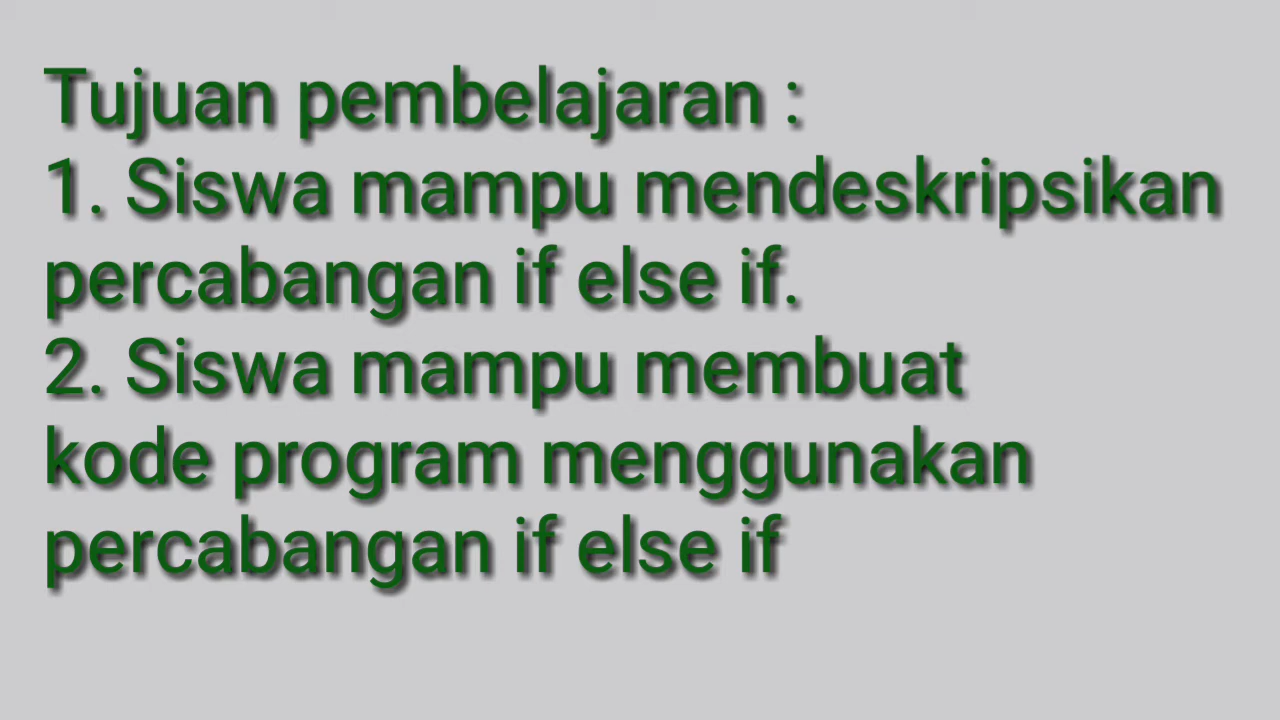 Tujuan pembelajaran :
1. Siswa mampu mendeskripsikan
percabangan if else if.
2. Siswa mampu membuat
kode program menggunakan
percabangan if else if